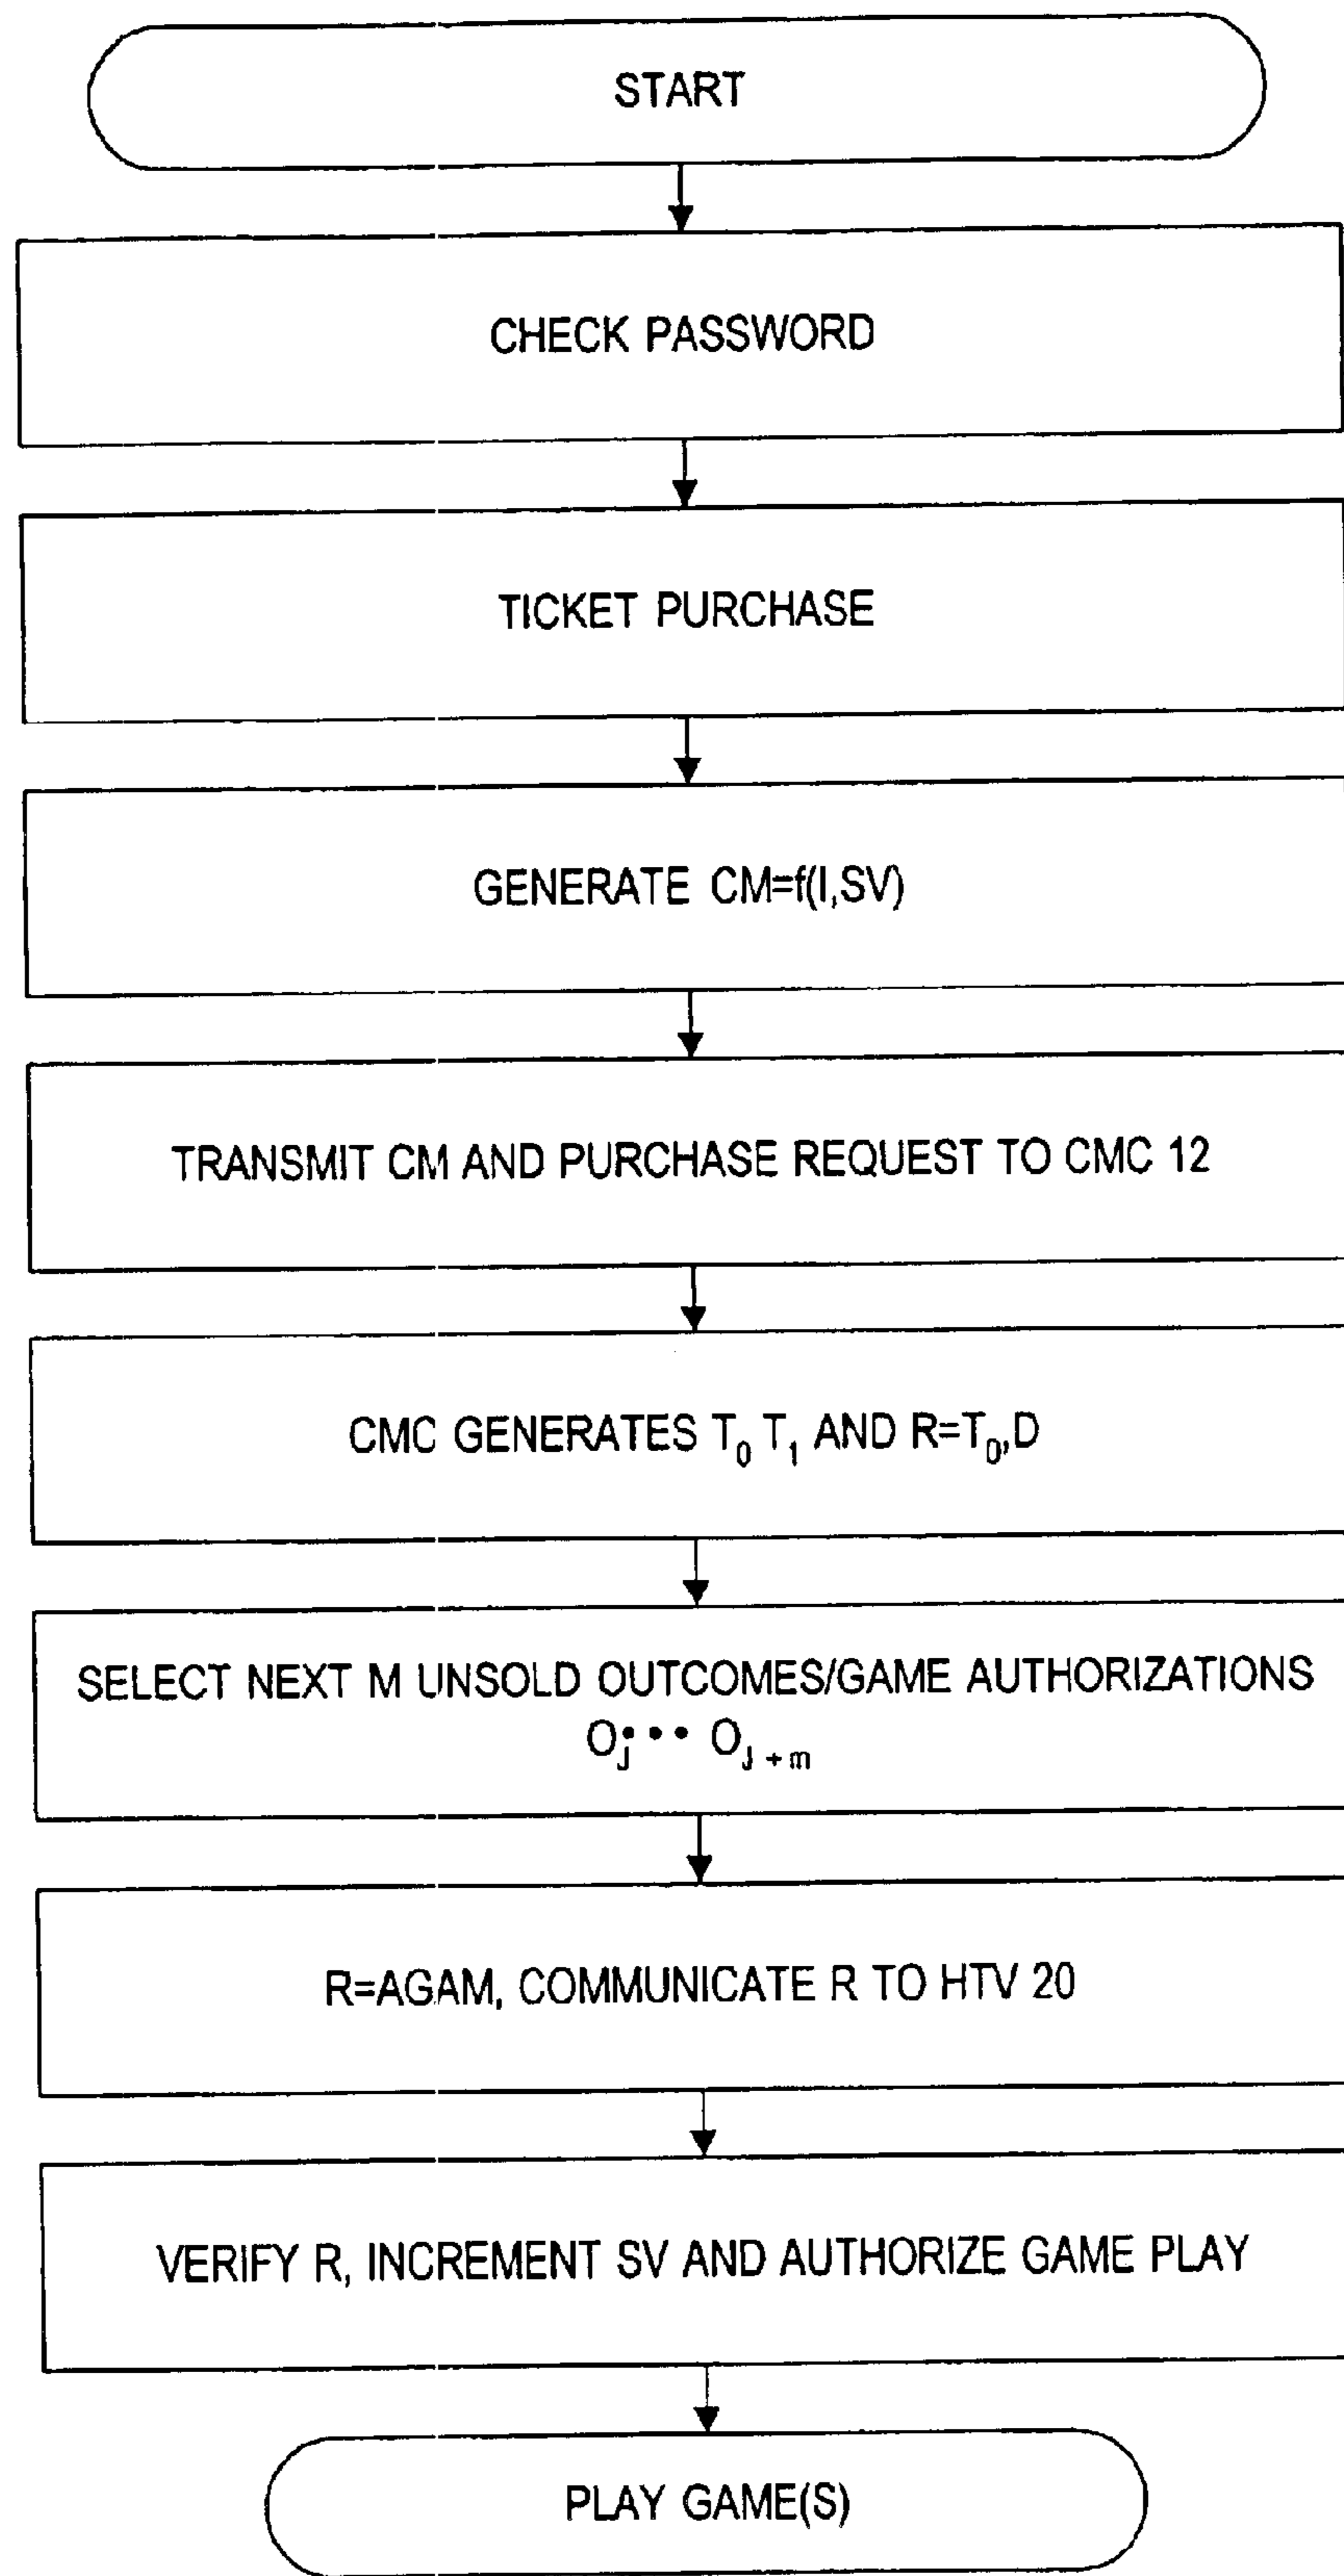 START
CHECK PASSWORD
TICKET PURCHASE
GENERATE CM=f(I,SV)
TRANSMIT CM AND PURCHASE REQUEST TO CMC 12
CMC GENERATES T₀ T₁ AND R=T₀,D
SELECT NEXT M UNSOLD OUTCOMES/GAME AUTHORIZATIONS
O_J••• O_J+m
R=AGAM, COMMUNICATE R TO HTV 20
VERIFY R, INCREMENT SV AND AUTHORIZE GAME PLAY
PLAY GAME(S)